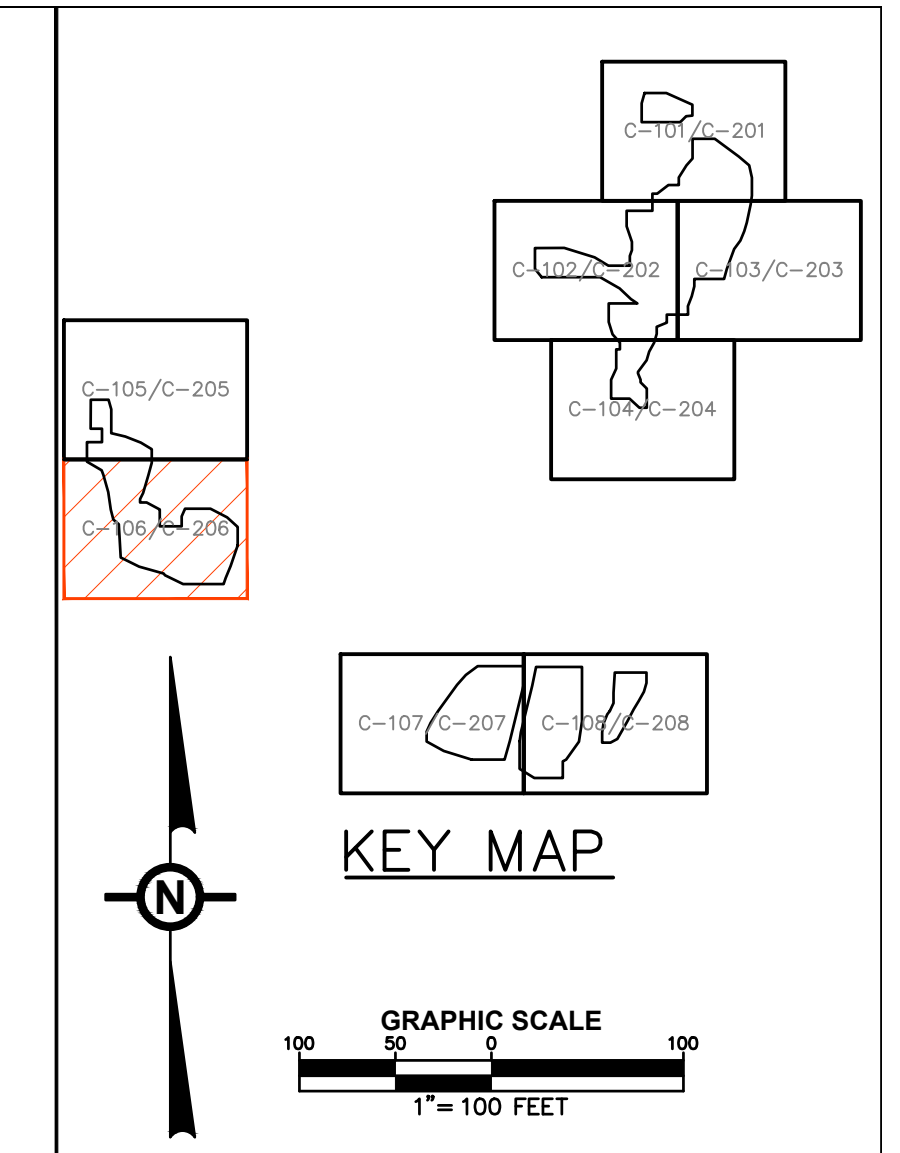 C-101/C-201
C-102/C-202
C-103/C-203
C-105/C-205
C-104/C-204
C-106/C-206
C-107/C-207
C-108/C-208
KEY MAP
N
GRAPHIC SCALE
100 50 0 100
1”= 100 FEET